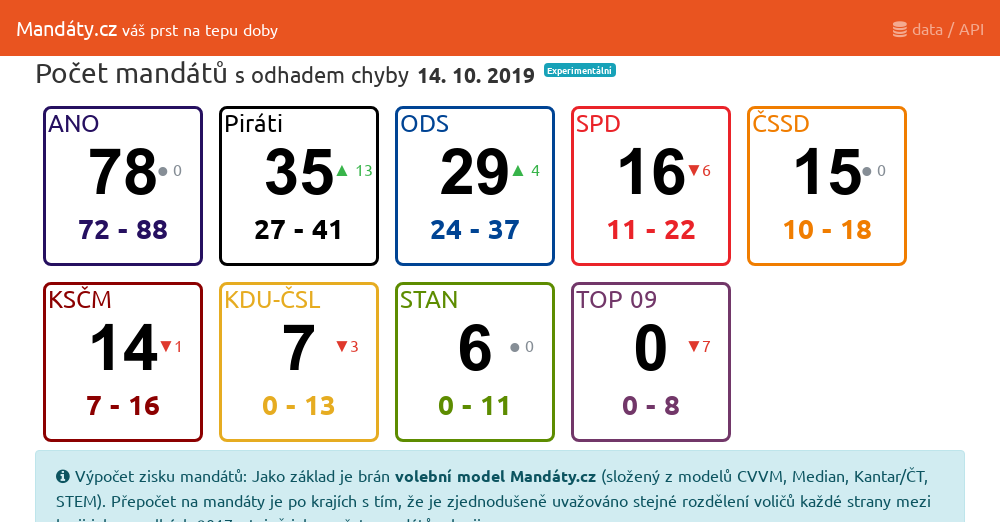 Mandáty.cz váš prst na tepu doby
data / API
Počet mandátů s odhadem chyby 14. 10. 2019 Experimentální
ANO
78 ● 0
72 - 88
Piráti
35 ▲ 13
27 - 41
ODS
29 ▲ 4
24 - 37
SPD
16 ▼6
11 - 22
ČSSD
15 ● 0
10 - 18
KSČM
14 ▼1
7 - 16
KDU-ČSL
7 ▼3
0 - 13
STAN
6 ● 0
0 - 11
TOP 09
0 ▼7
0 - 8
Výpočet zisku mandátů: Jako základ je brán volební model Mandáty.cz (složený z modelů CVVM, Median, Kantar/ČT,
STEM). Přepočet na mandáty je po krajích s tím, že je zjednodušeně uvažováno stejné rozdělení voličů každé strany mezi